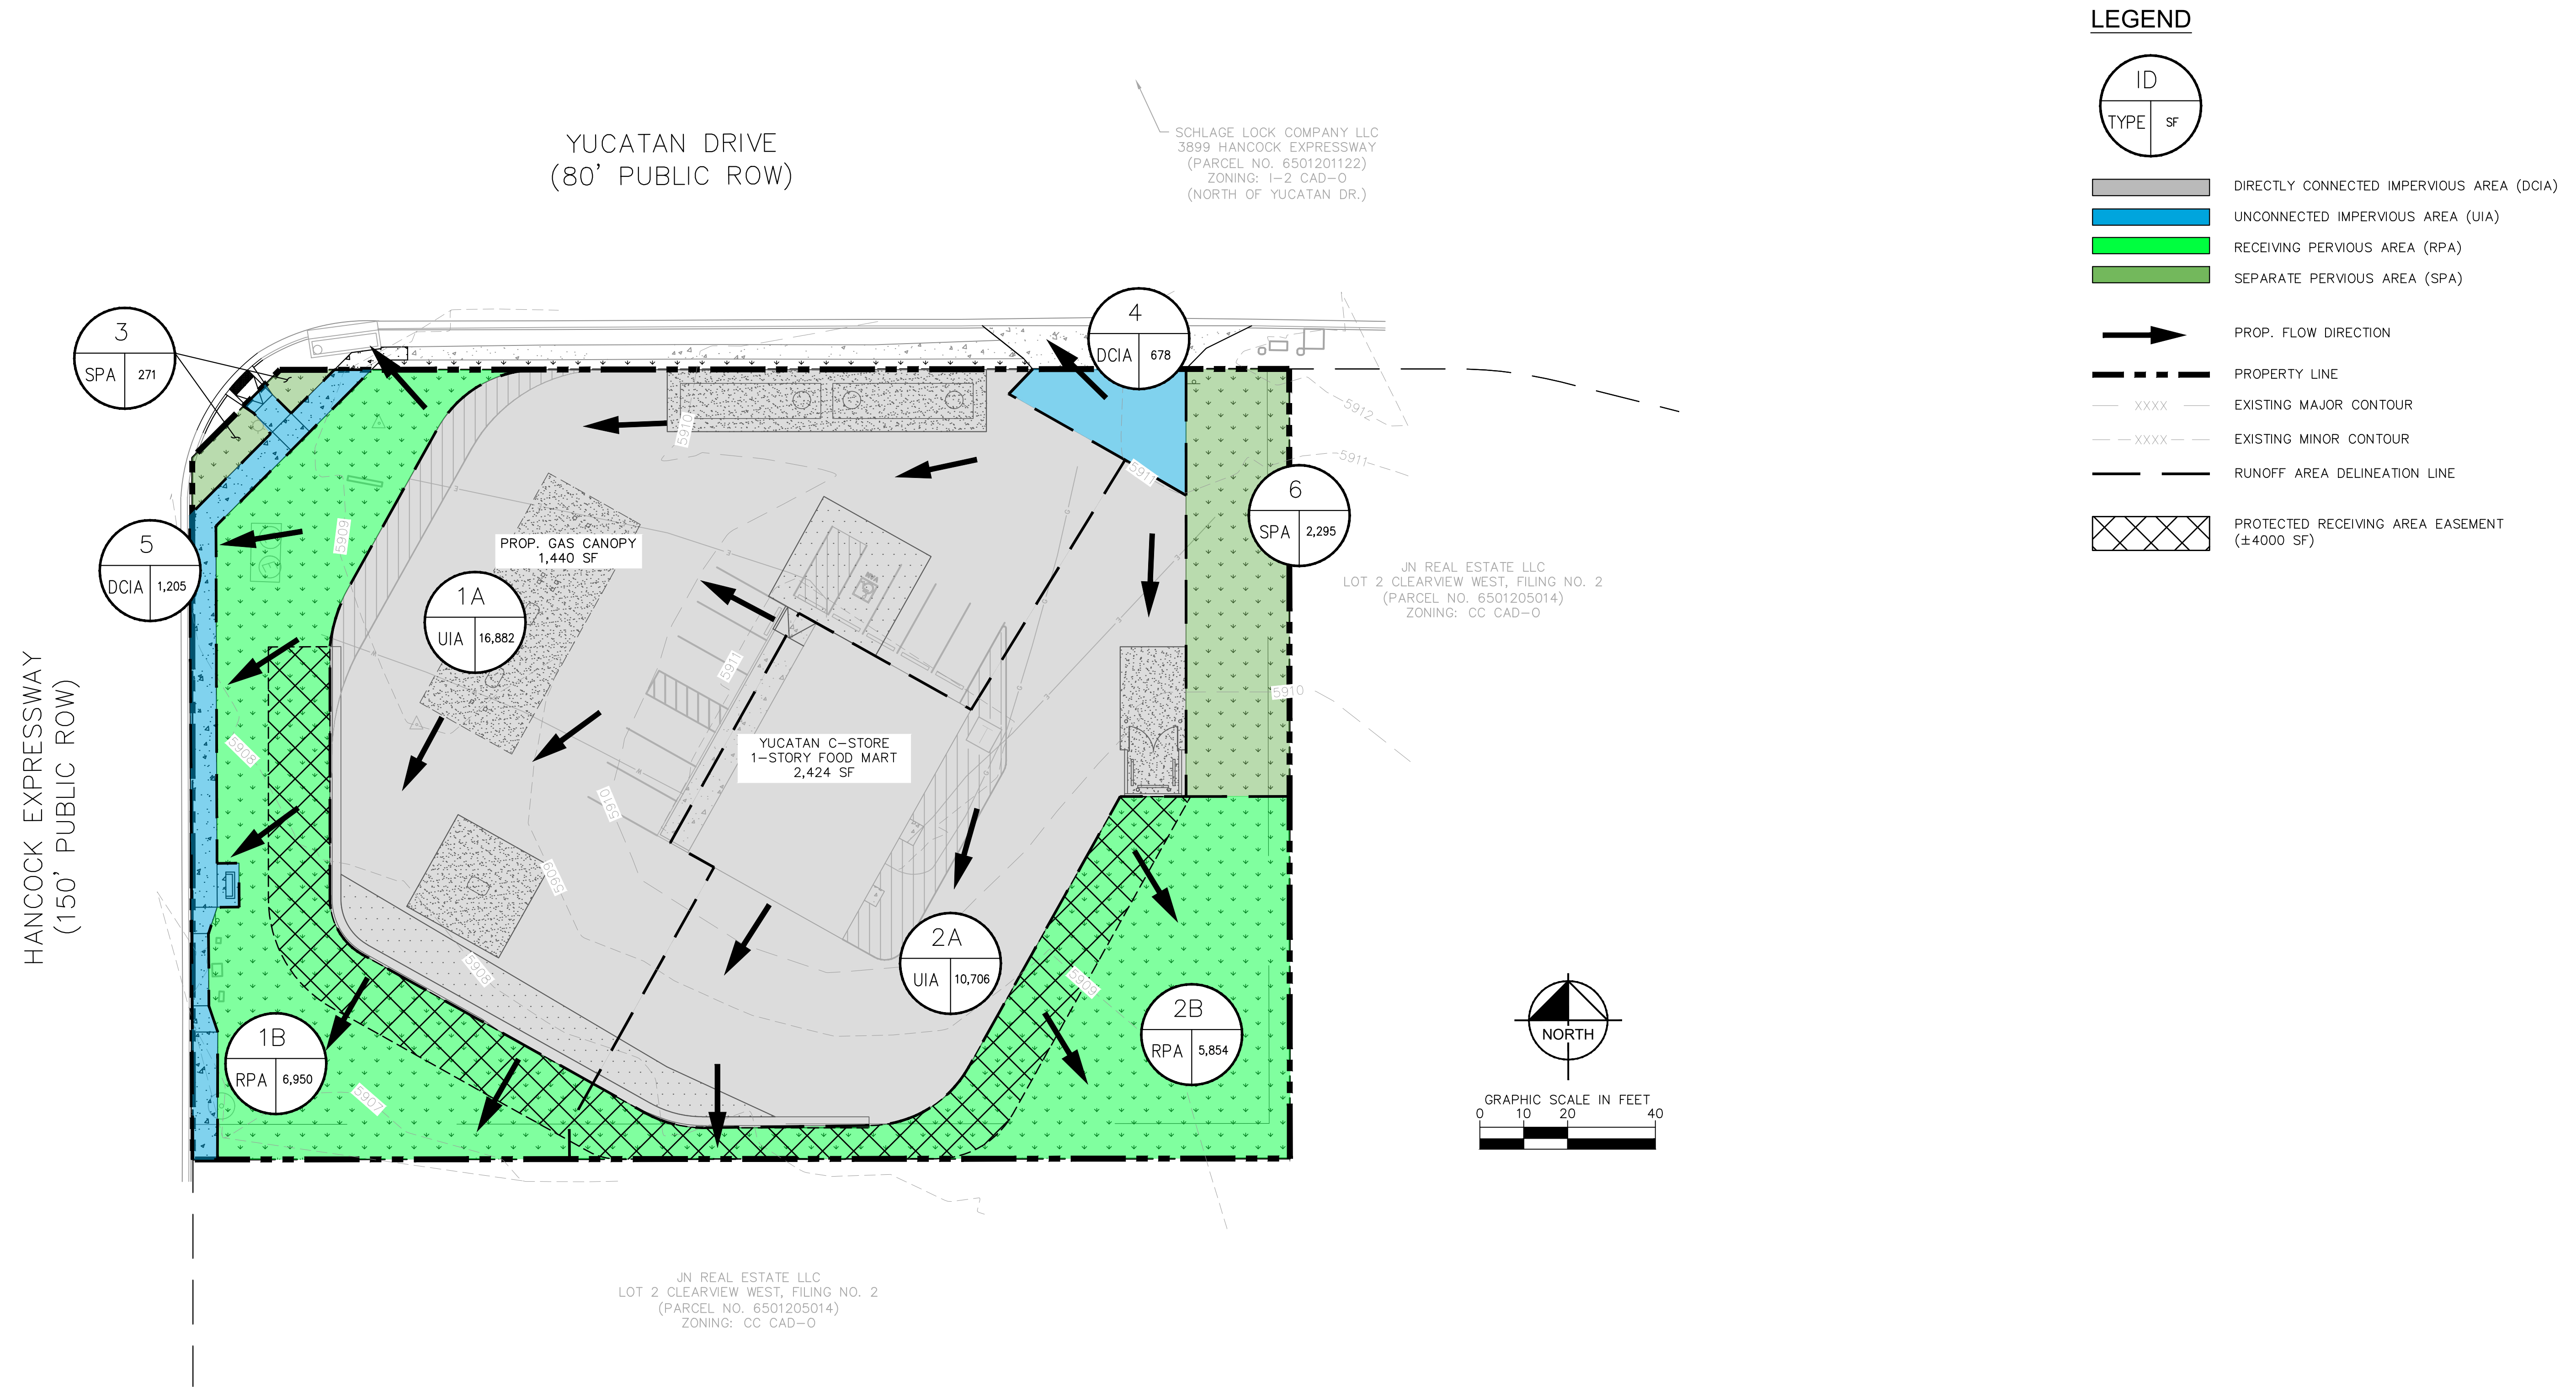 LEGEND
ID
TYPE
SF
DIRECTLY CONNECTED IMPERVIOUS AREA (DCIA)
UNCONNECTED IMPERVIOUS AREA (UIA)
RECEIVING PERVIOUS AREA (RPA)
SEPARATE PERVIOUS AREA (SPA)
PROP. FLOW DIRECTION
PROPERTY LINE
XXXX
EXISTING MAJOR CONTOUR
XXXX
EXISTING MINOR CONTOUR
RUNOFF AREA DELINEATION LINE
PROTECTED RECEIVING AREA EASEMENT
(±4000 SF)
YUCATAN DRIVE
(80' PUBLIC ROW)
SCHLAGE LOCK COMPANY LLC
3899 HANCOCK EXPRESSWAY
(PARCEL NO. 6501201122)
ZONING: I-2 CAD-O
(NORTH OF YUCATAN DR.)
3
SPA
271
4
DCIA
678
5912
5910
5911
5911
6
SPA
2,295
5909
PROP. GAS CANOPY
1,440 SF
5
DCIA
1,205
1A
UIA
16,882
JN REAL ESTATE LLC
LOT 2 CLEARVIEW WEST, FILING NO. 2
(PARCEL NO. 6501205014)
ZONING: CC CAD-O
5911
5910
HANCOCK EXPRESSWAY
(150' PUBLIC ROW)
5908
YUCATAN C-STORE
1-STORY FOOD MART
2,424 SF
5910
5909
5908
2A
UIA
10,706
5909
2B
RPA
5,854
1B
RPA
6,950
5907
NORTH
GRAPHIC SCALE IN FEET
0 10 20 40
JN REAL ESTATE LLC
LOT 2 CLEARVIEW WEST, FILING NO. 2
(PARCEL NO. 6501205014)
ZONING: CC CAD-O